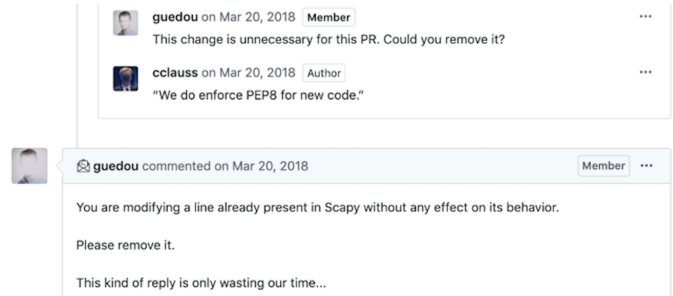 guedou on Mar 20, 2018 Member ...
This change is unnecessary for this PR. Could you remove it?
cclauss on Mar 20, 2018 Author ...
“We do enforce PEP8 for new code.”
guedou commented on Mar 20, 2018 Member ...
You are modifying a line already present in Scapy without any effect on its behavior.
Please remove it.
This kind of reply is only wasting our time...